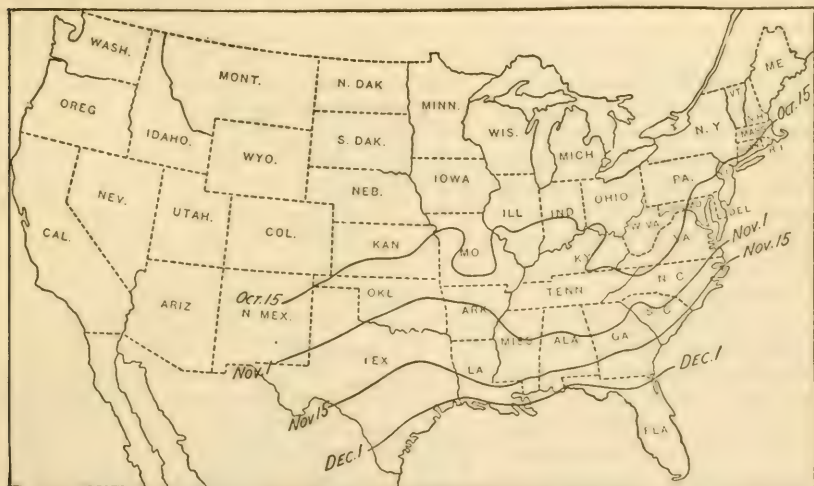 WASH.
MONT.
N. DAK
MINN.
ME
OREG
IDAHO.
WYO.
S. DAK.
WIS.
MICH
N.Y
VT.
N.H.
MAS
Oct. 15
R.I.
NEV.
UTAH.
COL.
NEB.
IOWA
ILL
IND
OHIO
PA.
CAL.
KAN
MO
KY
W VA.
VA
DEL
Nov. 1
Nov. 15
Oct. 15
ARIZ
N MEX.
OKL
ARK
TENN
N C
S C
Nov. 1
TEX
LA
MISS
ALA
GA
DEC. 1
Nov 15
DEC. 1
FLA